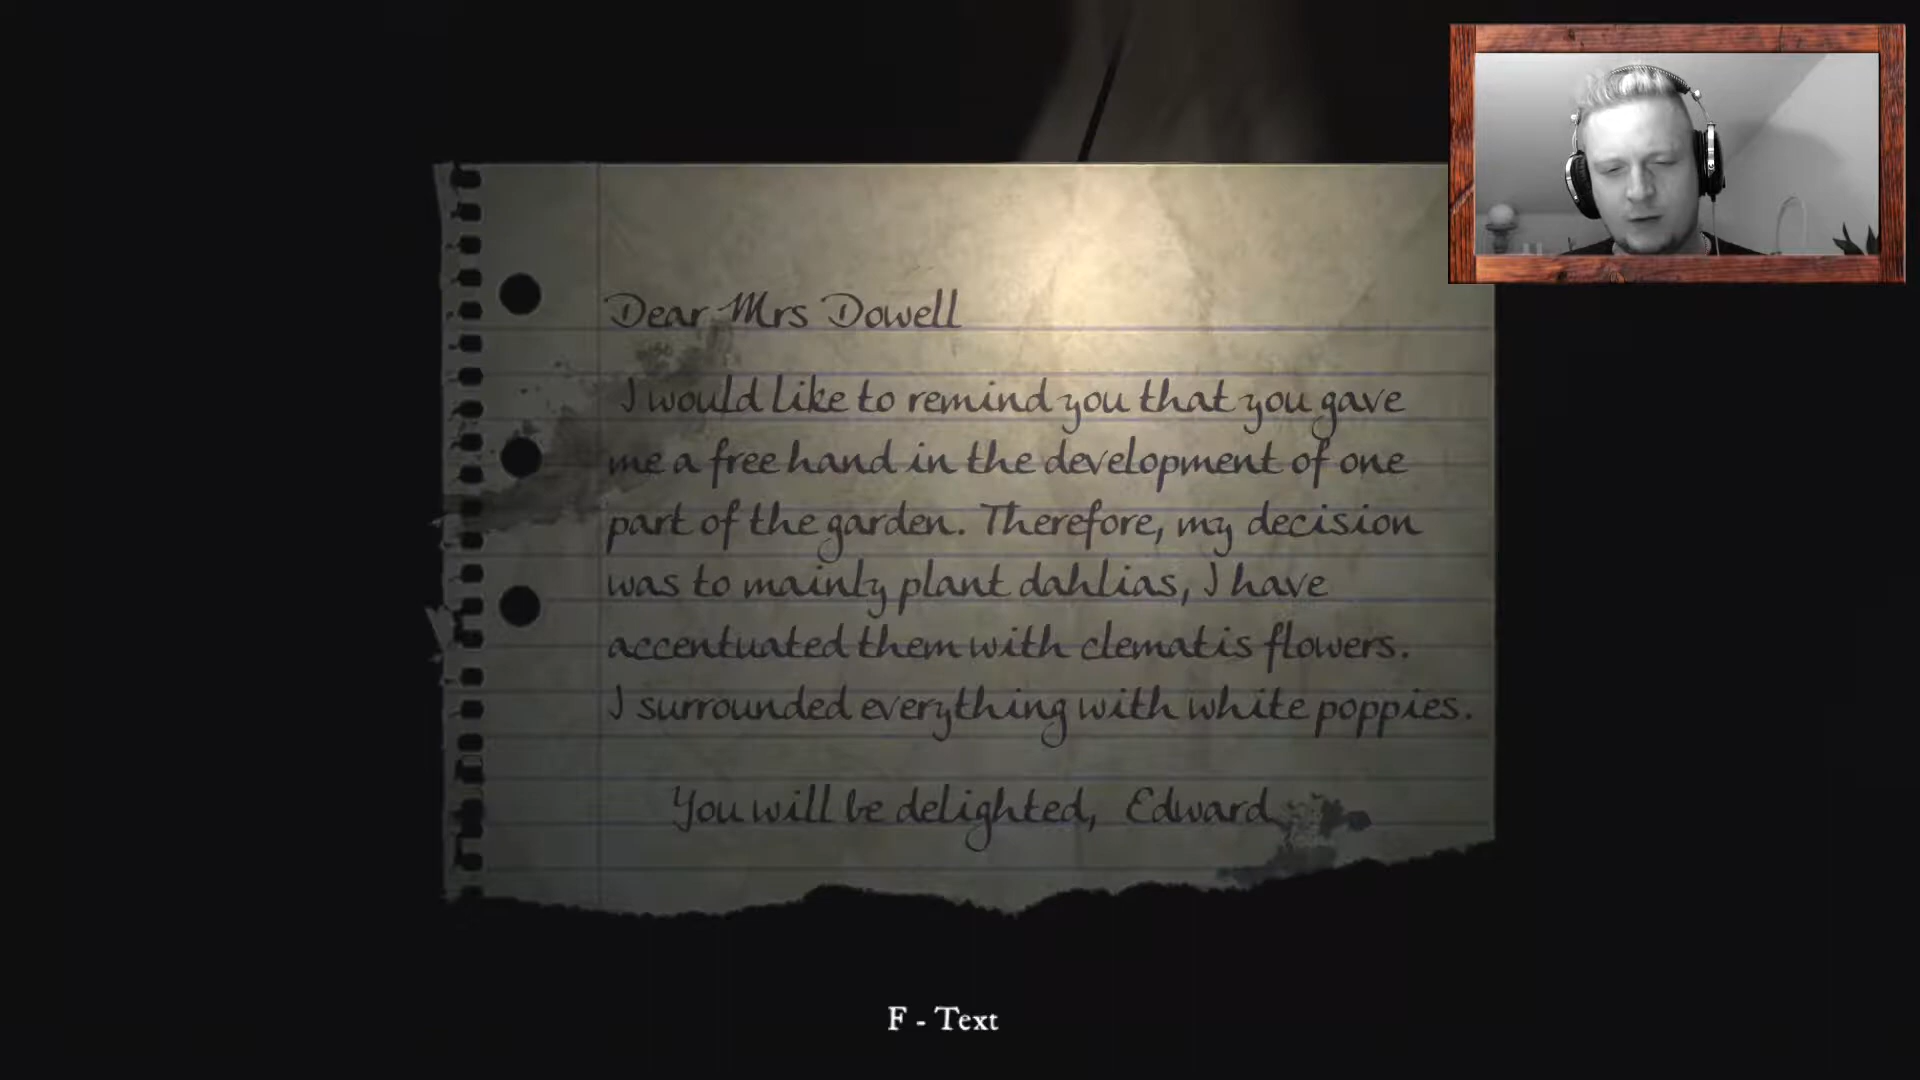 Dear Mrs Dowell
I would like to remind you that you gave
me a free hand in the development of one
part of the garden. Therefore, my decision
was to mainly plant dahlias, I have
accentuated them with clematis flowers.
I surrounded everything with white poppies.
You will be delighted, Edward
F - Text